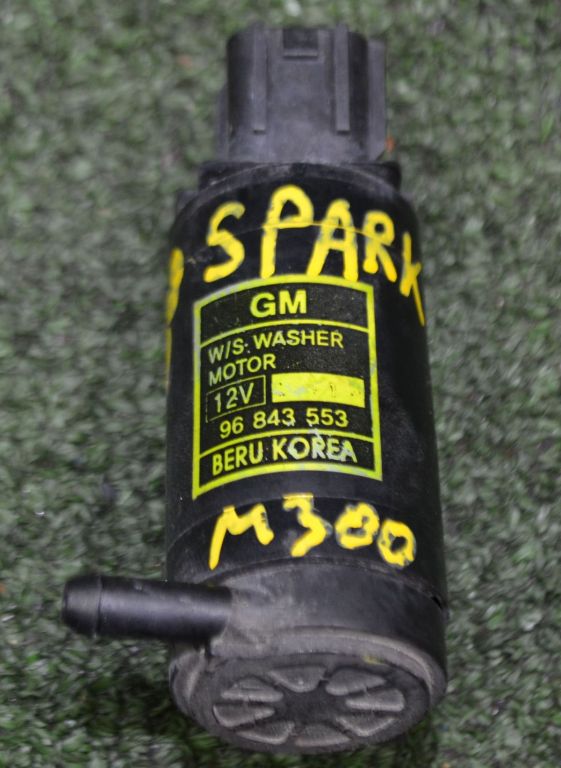 SPARK
GM
W/S WASHER
MOTOR
12V
96 843 553
BERU KOREA
M300